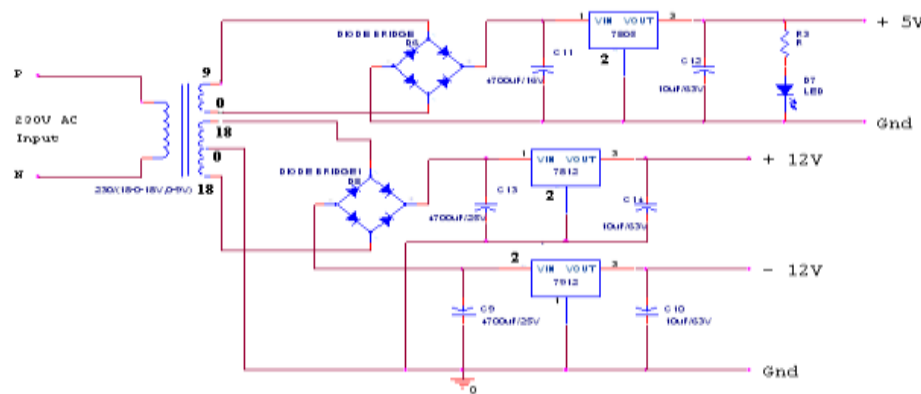 DIODE BRIDGE
D6
1
VIN VOUT
7805
3
+ 5V
2
C11
4700uF/16V
C12
10uF/63V
R3
R
D7
LED
Gnd
P
230V AC
Input
N
9
0
18
0
18
230/(18-0-18V,0-9V)
DIODE BRIDGE1
D8
1
VIN VOUT
7812
3
+ 12V
2
C13
4700uF/25V
C14
10uF/63V
2
VIN VOUT
7912
3
- 12V
1
C9
4700uF/25V
C10
10uF/63V
Gnd
0